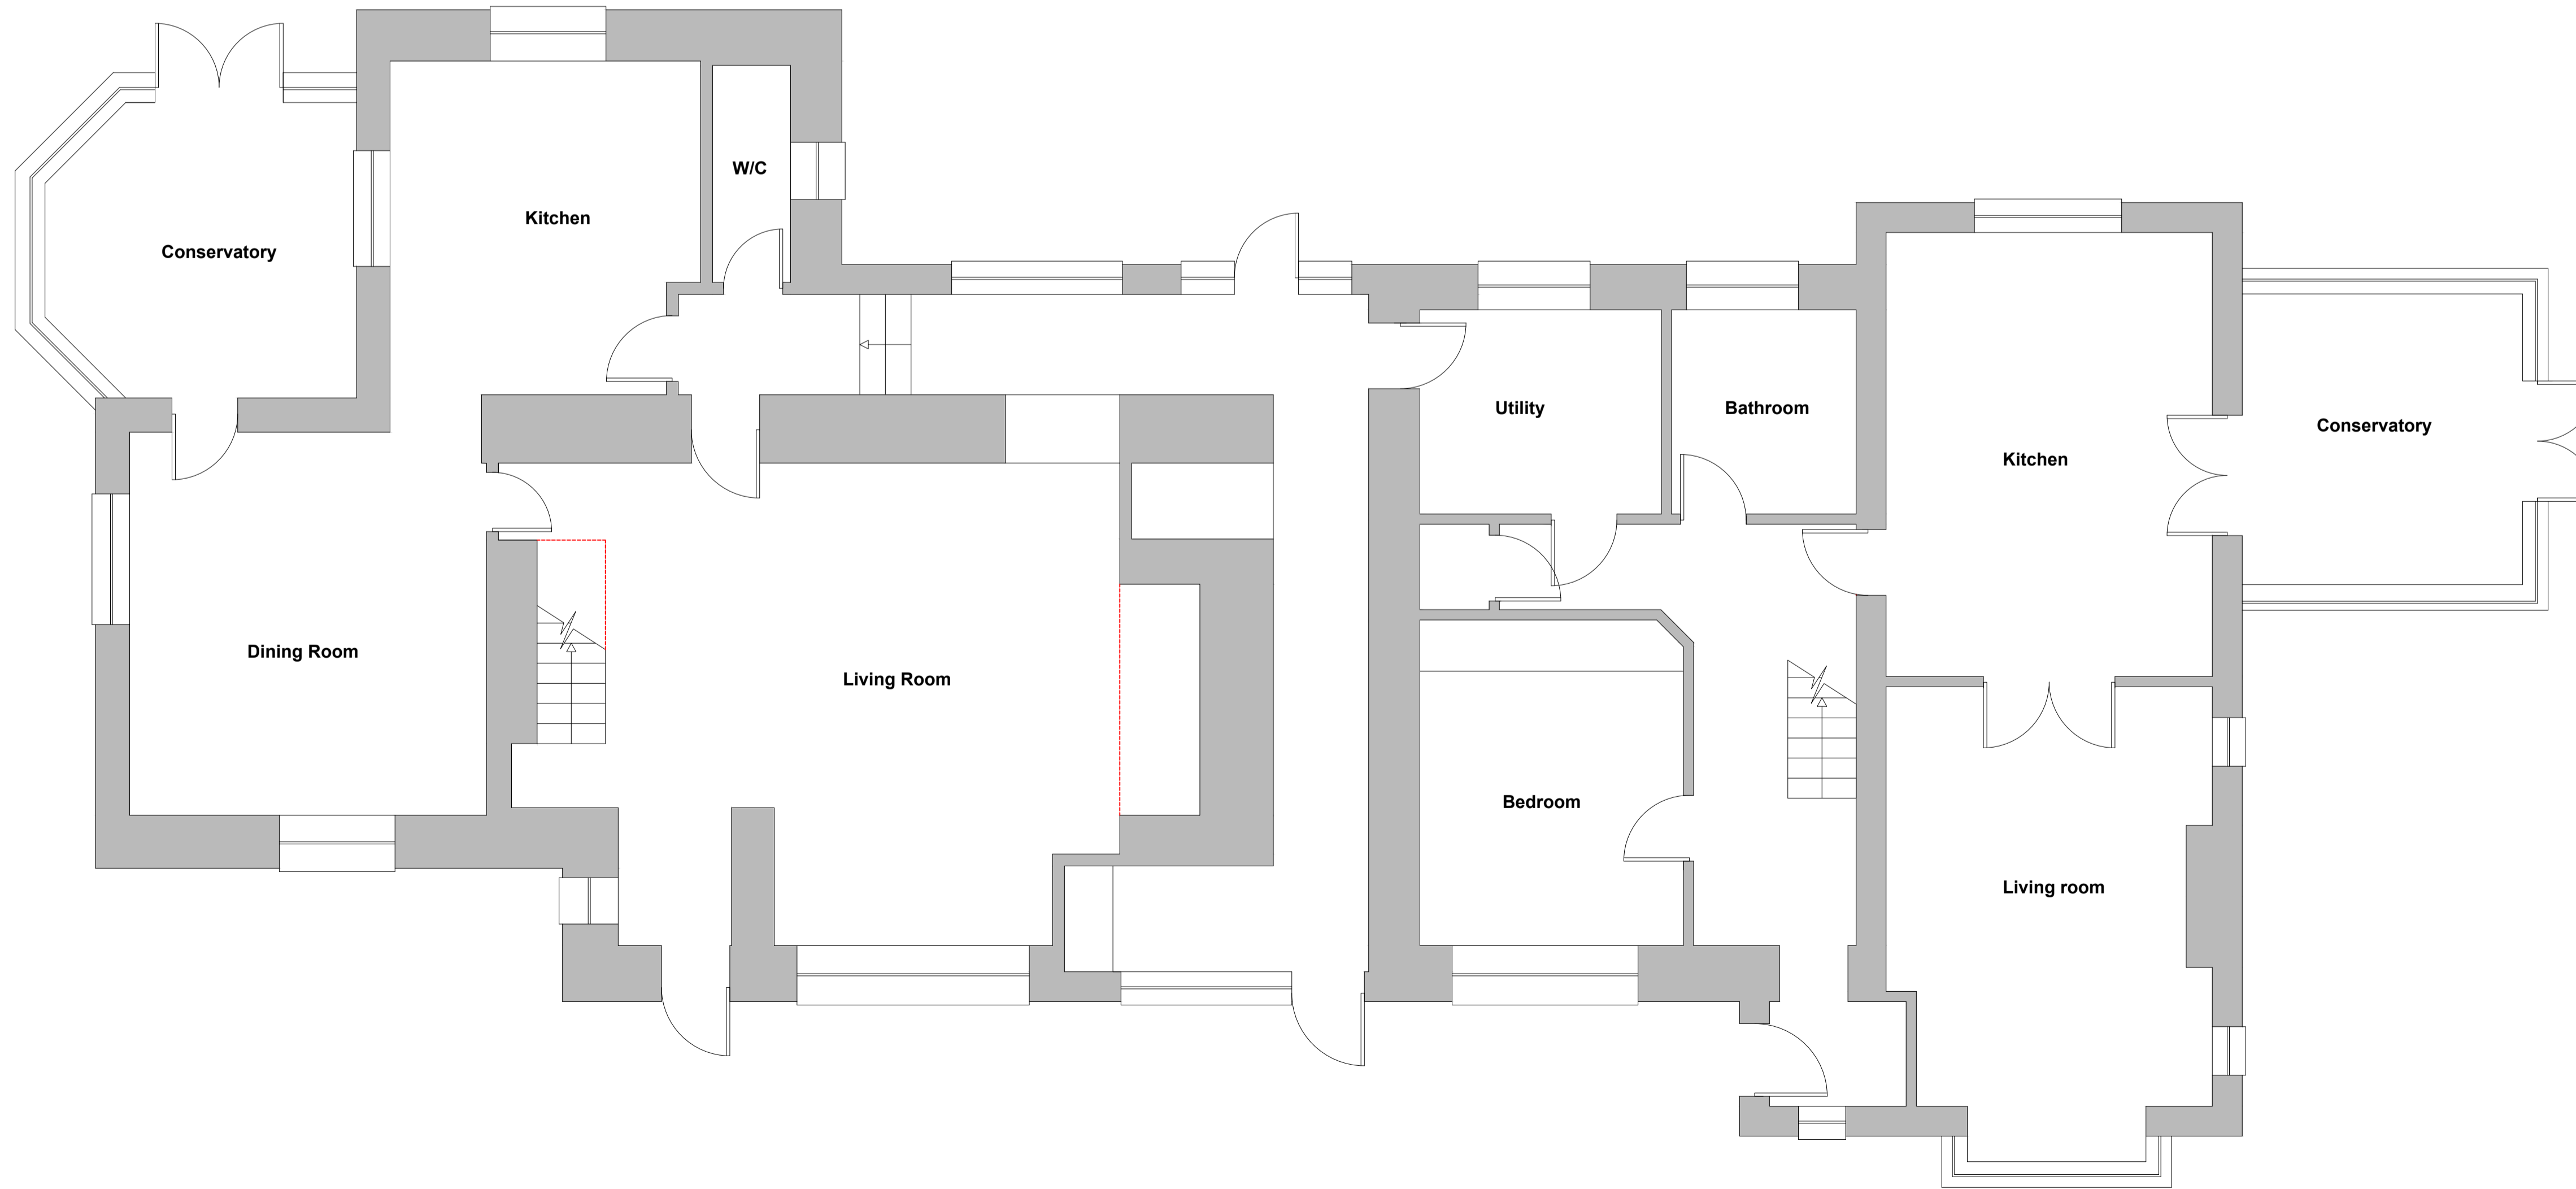 W/C
Kitchen
Conservatory
Utility
Bathroom
Conservatory
Kitchen
Dining Room
Living Room
Bedroom
Living room